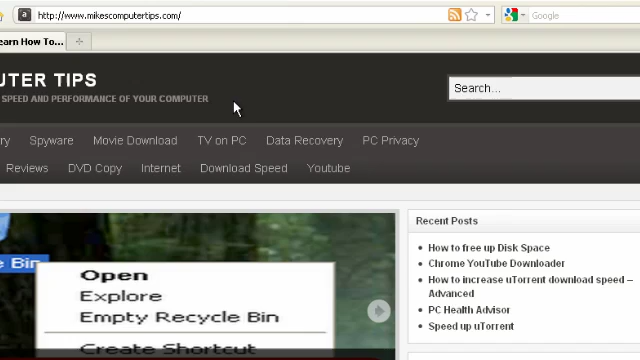 http://www.mikescomputertips.com/
Google
earn How To...
UTER TIPS
SPEED AND PERFORMANCE OF YOUR COMPUTER
Search...
ry Spyware Movie Download TV on PC Data Recovery PC Privacy
Reviews DVD Copy Internet Download Speed Youtube
Recent Posts
How to free up Disk Space
Chrome YouTube Downloader
How to increase uTorrent download speed –
Advanced
PC Health Advisor
Speed up uTorrent
e Bin
Open
Explore
Empty Recycle Bin
Create Shortcut